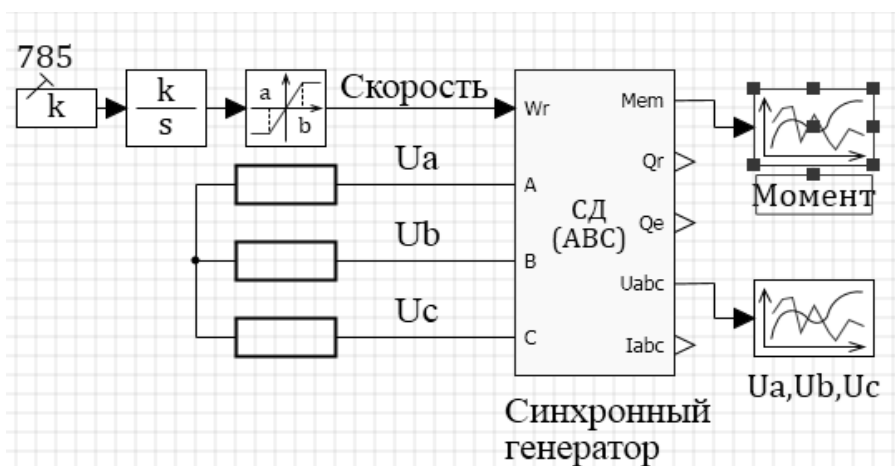 785
k
k
s
a
b
Скорость
Wr
Mem
Ua
A
Qr
Момент
СД
(ABC)
Ub
B
Qe
Uc
C
Uabc
Iabc
Ua,Ub,Uc
Синхронный
генератор